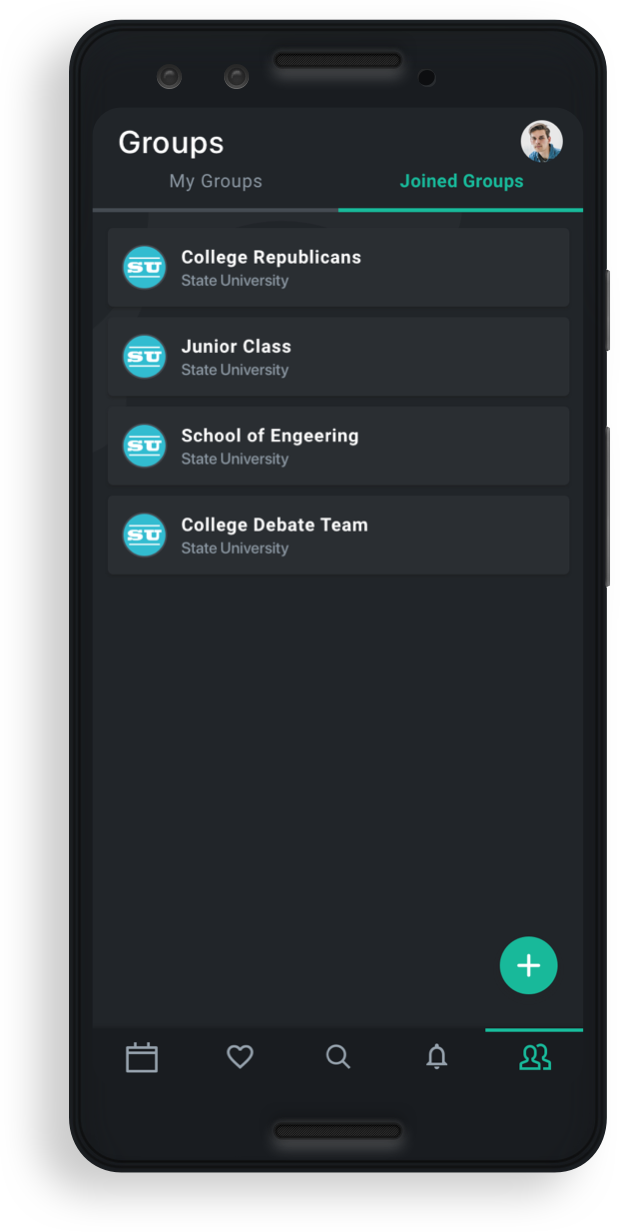 Groups
My Groups
Joined Groups
SU
College Republicans
State University
SU
Junior Class
State University
SU
School of Engeering
State University
SU
College Debate Team
State University